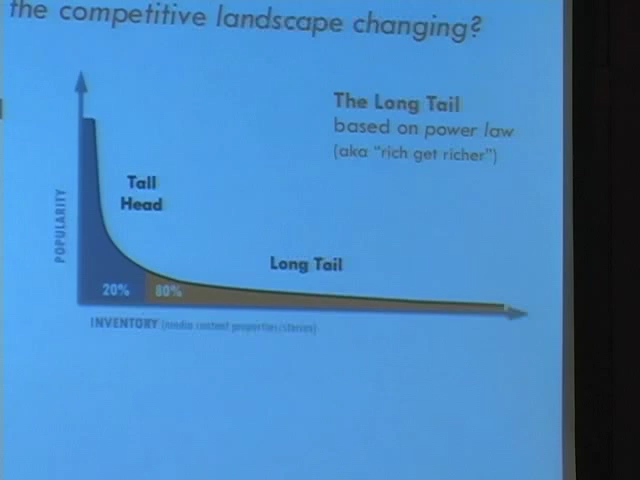 the competitive landscape changing?
The Long Tail
based on power law
(aka "rich get richer")
Tall
Head
POPULARITY
Long Tail
20% 80%
INVENTORY (media content properties/stories)